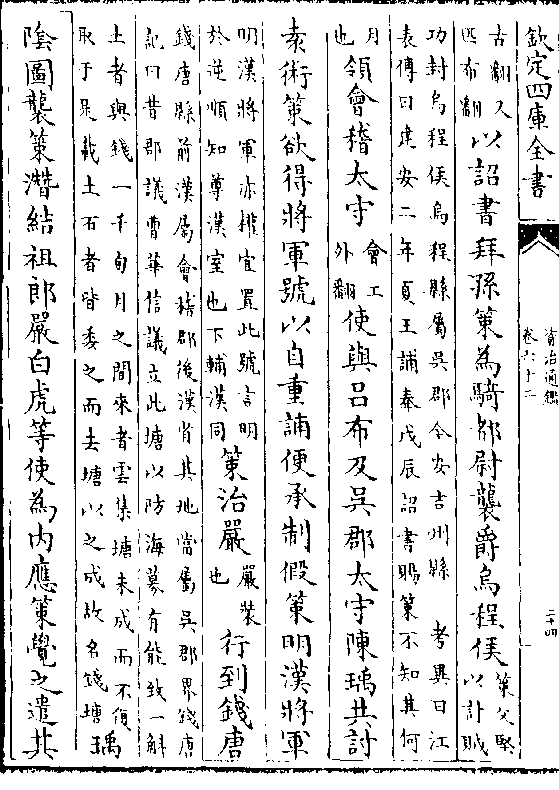 欽定四庫全書
資治通鑑
卷六十二
二十四
古翻又
匹布翻
以詔書拜孫策為騎都尉襲爵烏程侯
策父堅
以計賊
功封烏程侯烏程縣屬吳郡今安吉州縣　考異曰江
表傳曰建安二年夏王誧奉戊辰詔書賜策不知其何
月
也
領會稽太守
會工
外翻
使與呂布及吳郡太守陳瑀共討
袁術策欲得將軍號以自重誧便承制假策明漢將軍
明漢將軍亦權宜置此號言明
於逆順知尊漢室也下輔漢同
策治嚴
嚴裝
也
行到錢唐
錢唐縣前漢屬會稽郡後漢省其地當屬吳郡界錢唐
記曰昔郡議曹華信議立此塘以防海募有能致一斛
土者與錢一千旬月之間來者雲集塘未成而不復
取于是載土石者皆委之而去塘以之成故名錢塘
瑀
陰圖襲策潛結祖郎嚴白虎等使為內應策覺之遣其